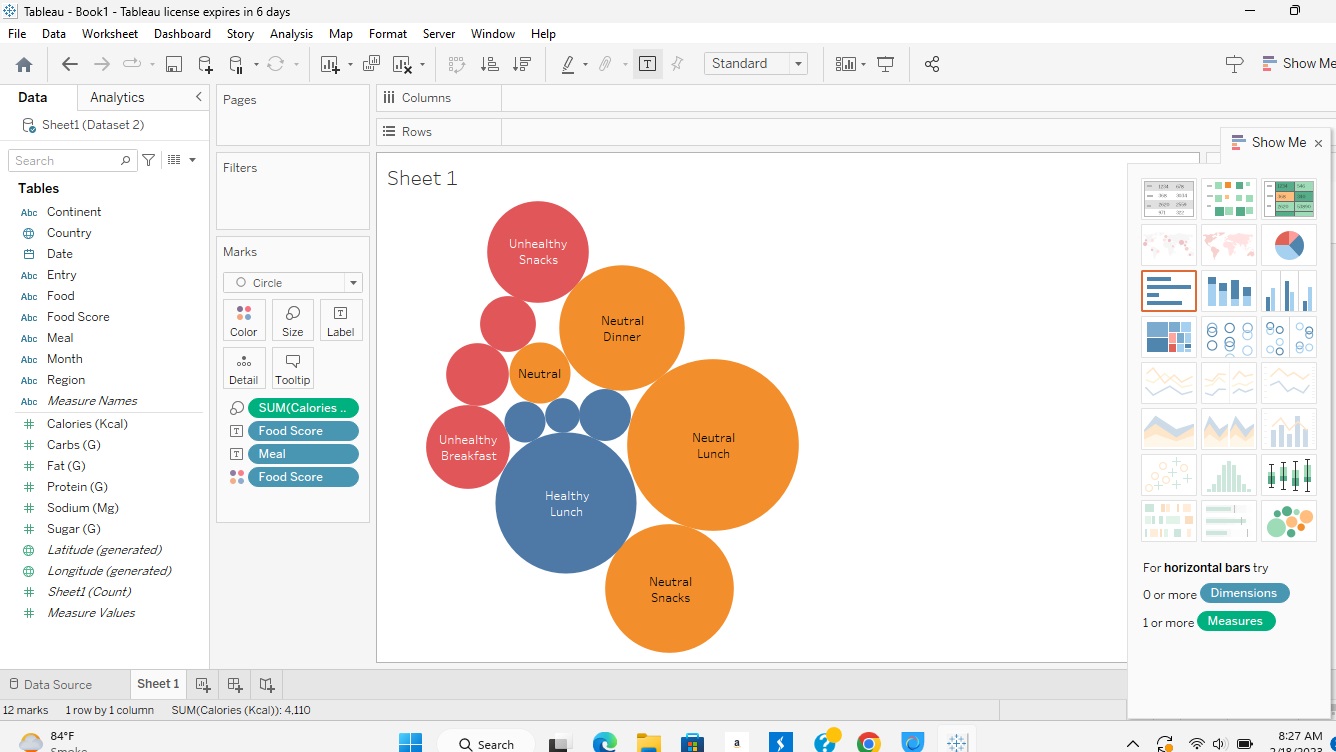 Tableau - Book1 - Tableau license expires in 6 days
File Data Worksheet Dashboard Story Analysis Map Format Server Window Help
Standard
Show Me
Data Analytics
Sheet1 (Dataset 2)
Search
Tables
Abc Continent
Country
Date
Abc Entry
Abc Food
Abc Food Score
Abc Meal
Abc Month
Abc Region
Abc Measure Names
Calories (Kcal)
Carbs (G)
Fat (G)
Protein (G)
Sodium (Mg)
Sugar (G)
Latitude (generated)
Longitude (generated)
Sheet1 (Count)
Measure Values
Pages
Filters
Marks
Circle
Color Size Label
Detail Tooltip
SUM(Calories ..
Food Score
Meal
Food Score
Columns
Rows
Sheet 1
Unhealthy
Snacks
Neutral
Dinner
Neutral
Unhealthy
Breakfast
Neutral
Lunch
Healthy
Lunch
Neutral
Snacks
Show Me
For horizontal bars try
0 or more Dimensions
1 or more Measures
Data Source Sheet 1
12 marks 1 row by 1 column SUM(Calories (Kcal)): 4,110
84°F
Smoke
Search
8:27 AM